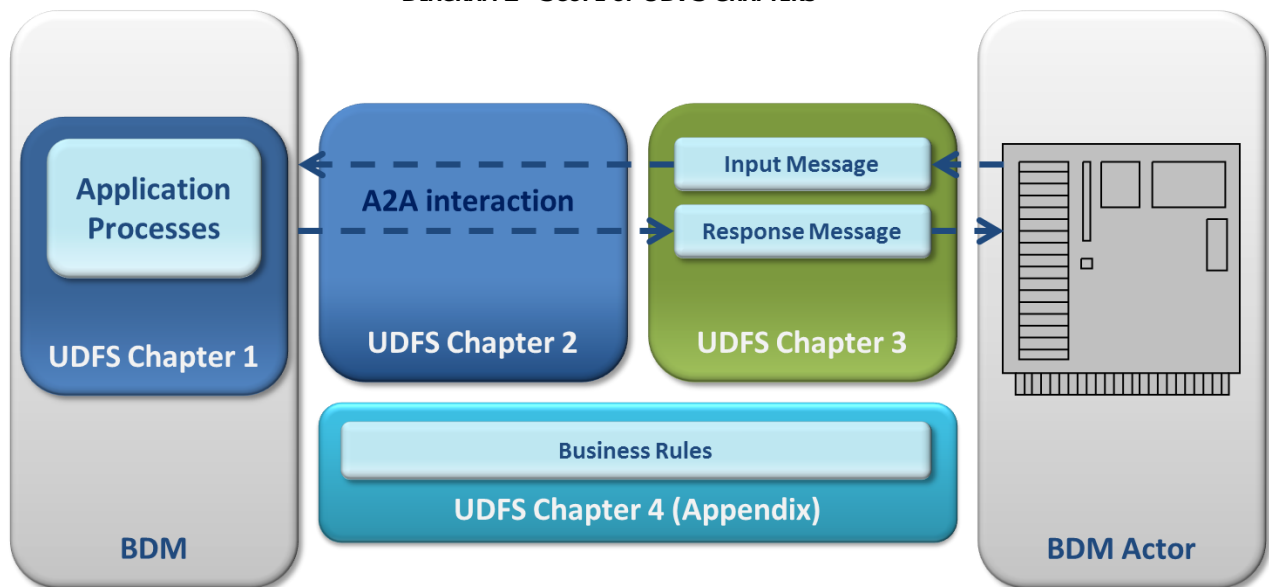 Application
Processes
UDFS Chapter 1
BDM
A2A interaction
UDFS Chapter 2
Input Message
Response Message
UDFS Chapter 3
Business Rules
UDFS Chapter 4 (Appendix)
BDM Actor